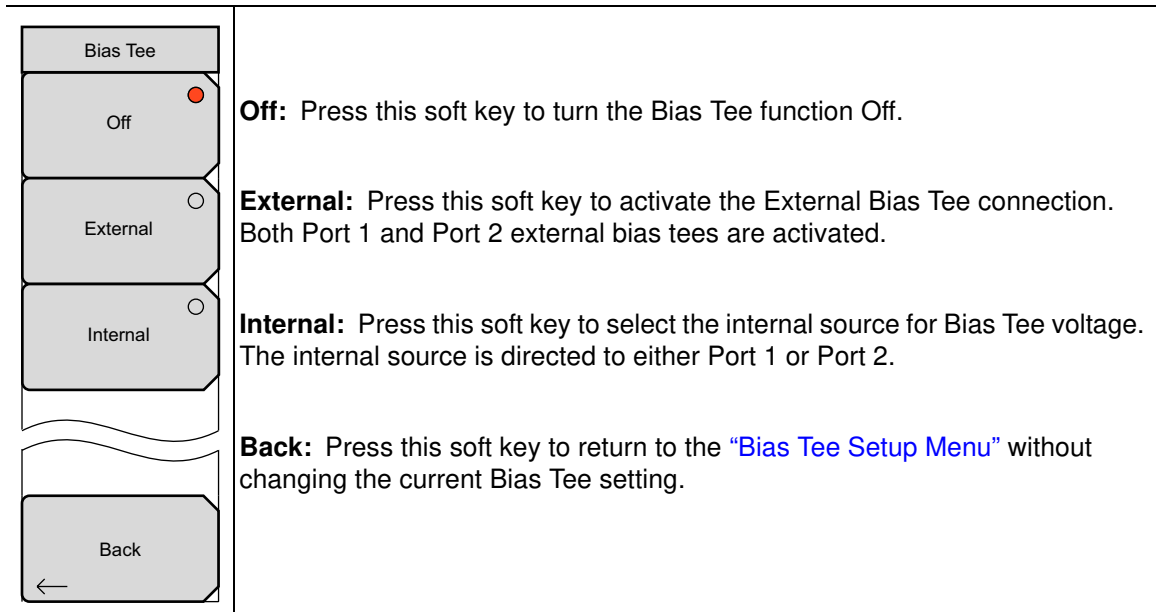 Bias Tee
Off
External
Internal
Back
Off: Press this soft key to turn the Bias Tee function Off.
External: Press this soft key to activate the External Bias Tee connection.
Both Port 1 and Port 2 external bias tees are activated.
Internal: Press this soft key to select the internal source for Bias Tee voltage.
The internal source is directed to either Port 1 or Port 2.
Back: Press this soft key to return to the “Bias Tee Setup Menu” without
changing the current Bias Tee setting.